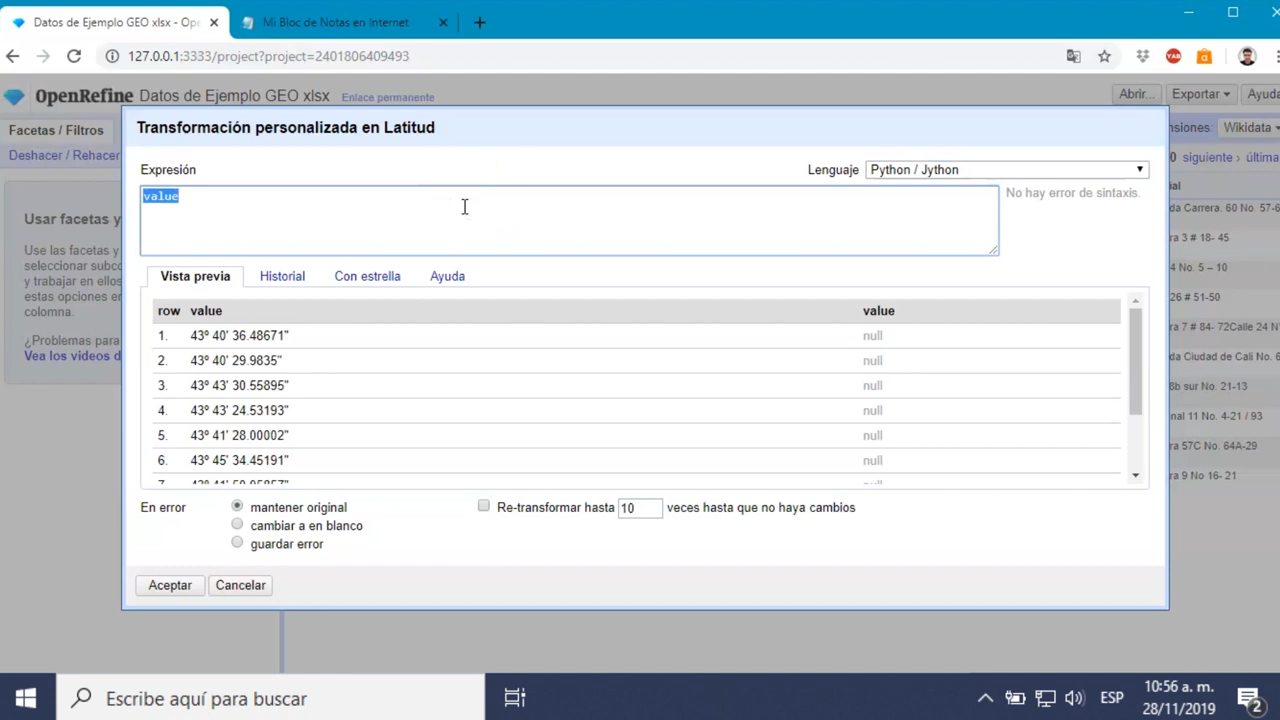 Datos de Ejemplo GEO xlsx - Ope
Mi Bloc de Notas en Internet
127.0.0.1:3333/project?project=2401806409493
OpenRefine Datos de Ejemplo GEO xlsx Enlace permanente
Abrir... Exportar Ayuda
Facetas / Filtros
Deshacer / Rehacer
nsiones: Wikidata
0 siguiente › última
Usar facetas y
Use las facetas y
seleccionar subco
y trabajar en ellos
estas opciones en
columna.
¿Problemas para
Vea los videos d
Transformación personalizada en Latitud
Expresión
Lenguaje Python / Jython
value
No hay error de sintaxis.
Vista previa Historial Con estrella Ayuda
row value value
1. 43º 40' 36.48671" null
2. 43º 40' 29.9835" null
3. 43º 43' 30.55895" null
4. 43º 43' 24.53193" null
5. 43º 41' 28.00002" null
6. 43º 45' 34.45191" null
En error
mantener original
cambiar a en blanco
guardar error
Re-transformar hasta 10 veces hasta que no haya cambios
Aceptar Cancelar
ial
da Carrera. 60 No. 57-6
ra 3 # 18- 45
4 No. 5 – 10
26 # 51-50
ra 7 # 84- 72Calle 24 N°
da Ciudad de Cali No. 6
8b sur No. 21-13
nal 11 No. 4-21 / 93
ra 57C No. 64A-29
ra 9 No 16- 21
Escribe aquí para buscar
ESP
10:56 a. m.
28/11/2019
2